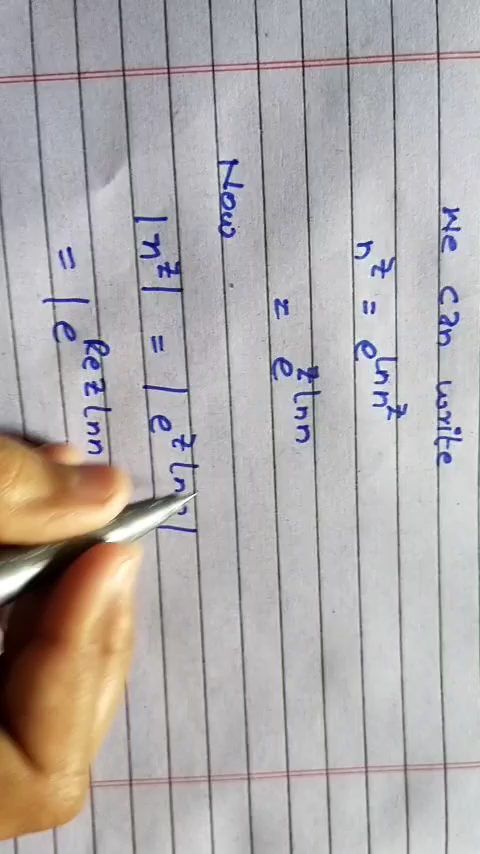 We can write
n^z = e^{ln n^z}
= e^{z ln n}
Now
|n^z| = | e^{z ln n}|
= | e^{Re z ln n}